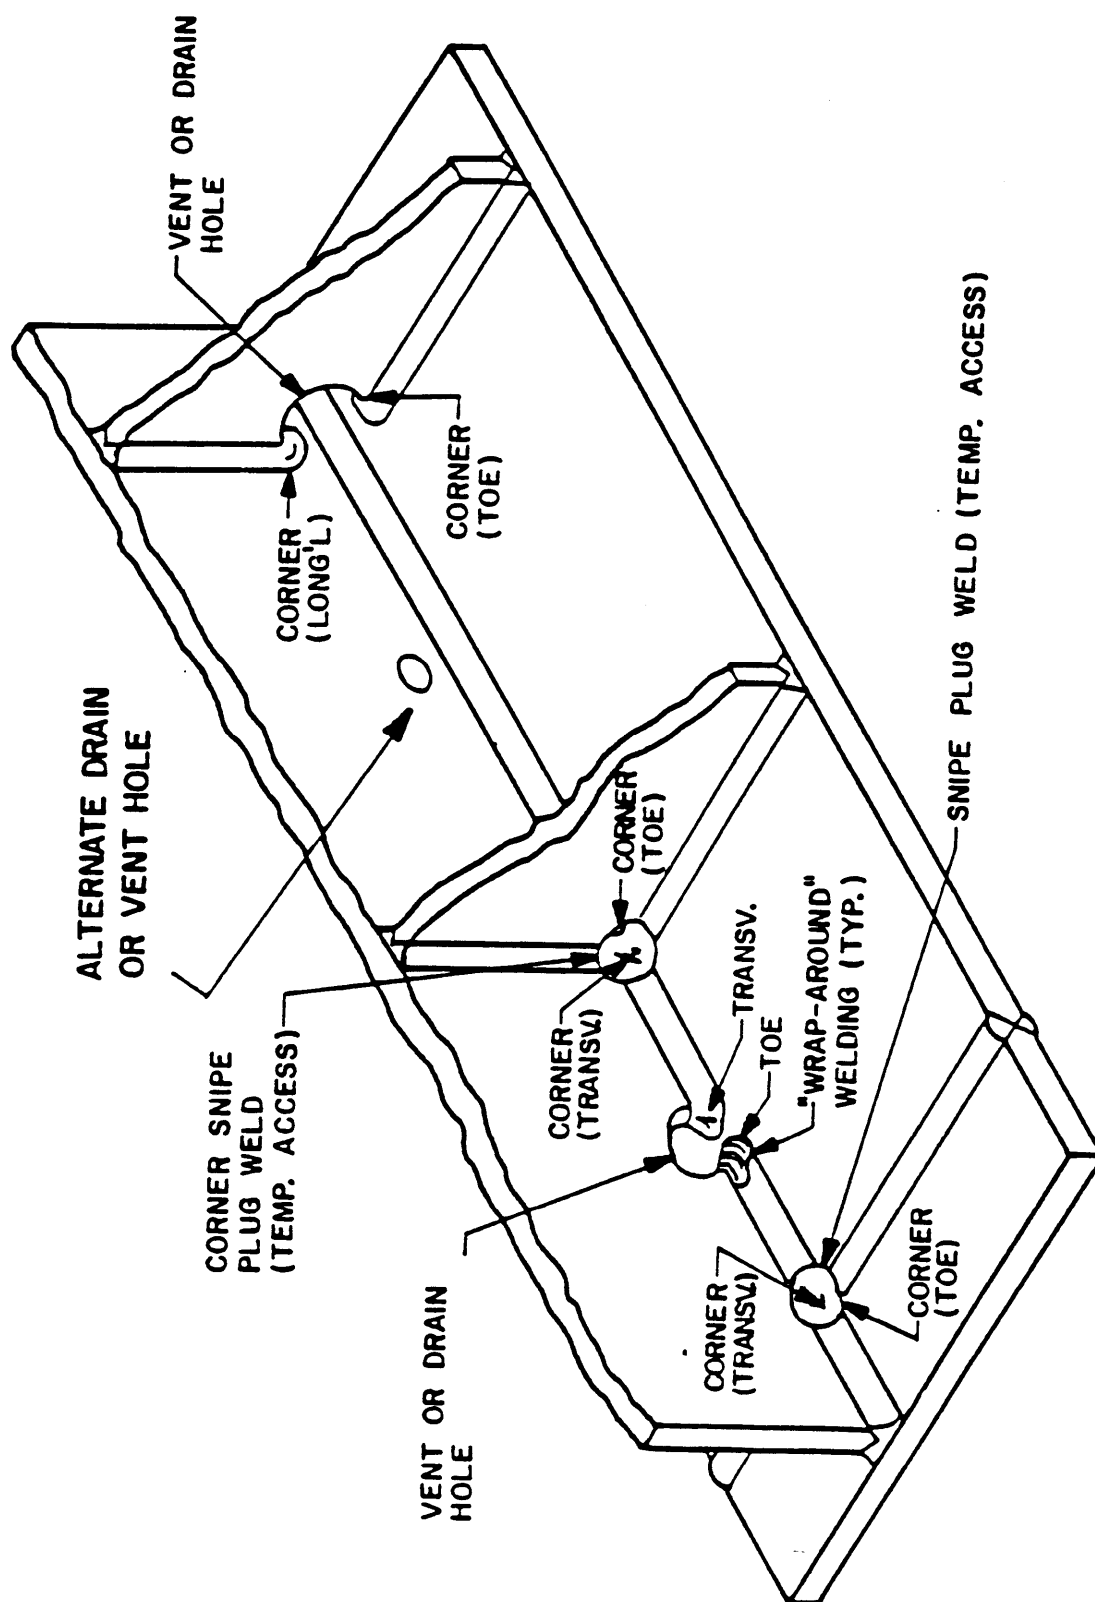 ALTERNATE DRAIN
OR VENT HOLE
VENT OR DRAIN
HOLE
CORNER
(LONG'L)
CORNER
(TOE)
CORNER SNIPE
PLUG WELD
(TEMP. ACCESS)
CORNER
(TRANSV.)
CORNER
(TOE)
VENT OR DRAIN
HOLE
TRANSV.
TOE
"WRAP-AROUND"
WELDING (TYP.)
CORNER
(TRANSV.)
CORNER
(TOE)
SNIPE PLUG WELD (TEMP. ACCESS)